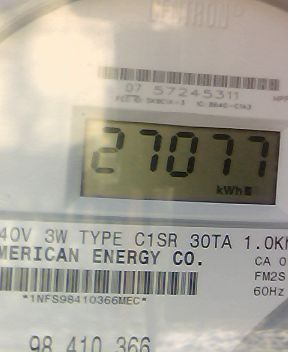 CENTRON
07 57245311
27077
kWh
40V 3W TYPE C1SR 30TA 1.0K
MERICAN ENERGY CO.
CA 0
FM2S
60Hz
*1NFS98410366MEC*
98 410 366